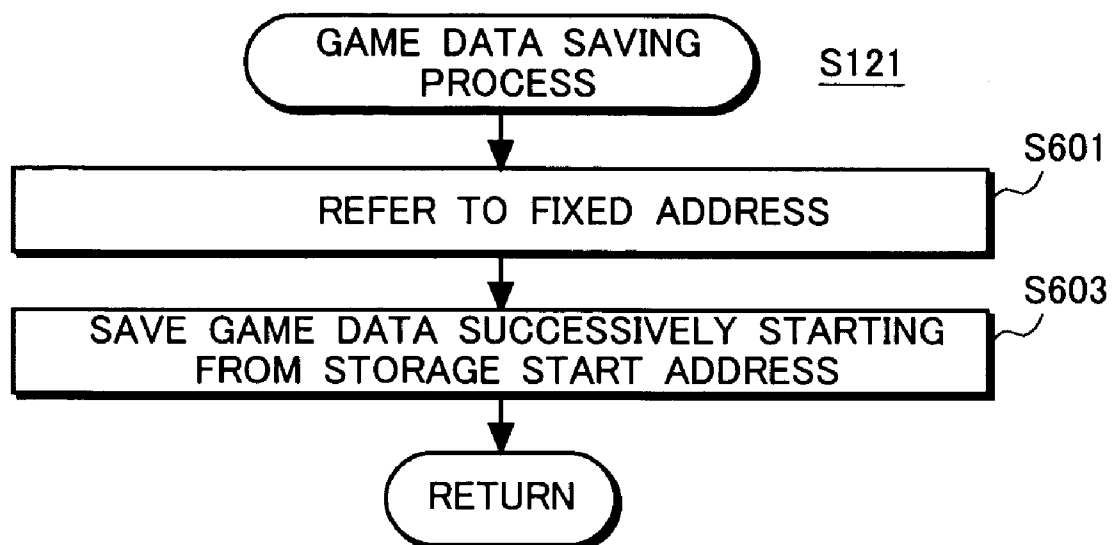 GAME DATA SAVING
PROCESS
S121
S601
REFER TO FIXED ADDRESS
S603
SAVE GAME DATA SUCCESSIVELY STARTING
FROM STORAGE START ADDRESS
RETURN